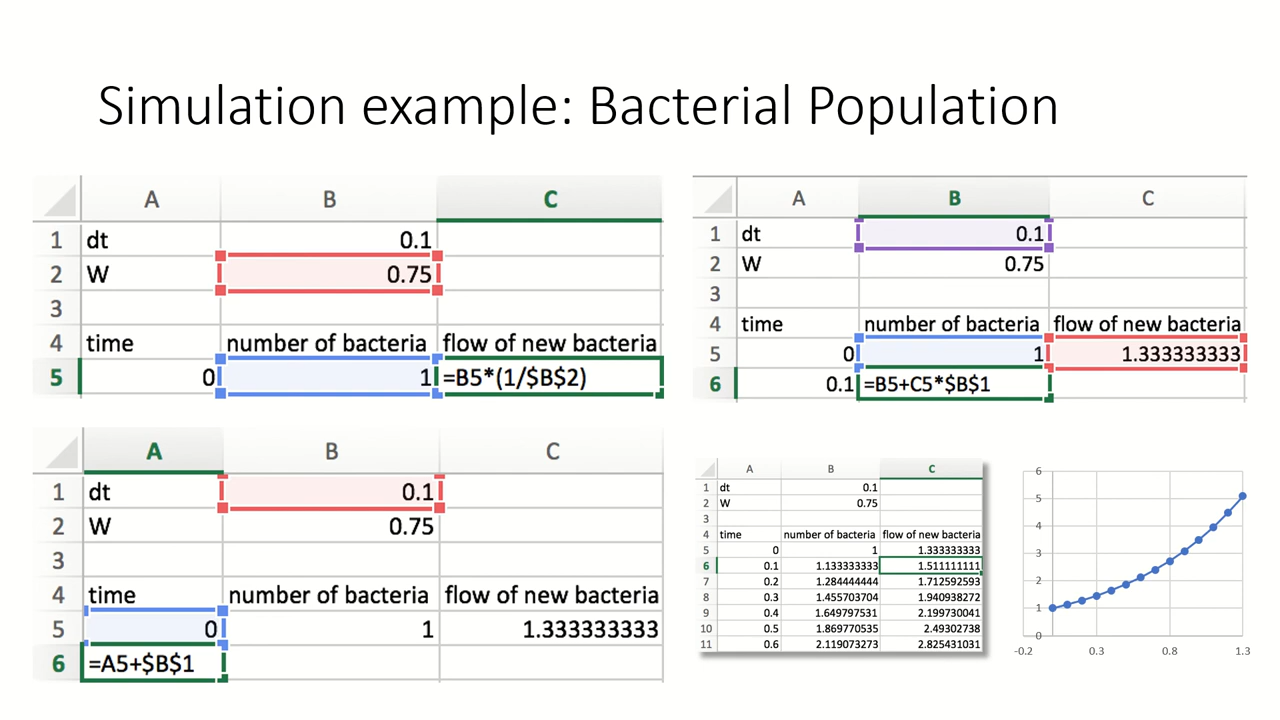 Simulation example: Bacterial Population
A B C
1 dt 0.1
2 W 0.75
3
4 time number of bacteria flow of new bacteria
5 0 1 =B5*(1/$B$2)
A B C
1 dt 0.1
2 W 0.75
3
4 time number of bacteria flow of new bacteria
5 0 1 1.333333333
6 0.1 =B5+C5*$B$1
A B C
1 dt 0.1
2 W 0.75
3
4 time number of bacteria flow of new bacteria
5 0 1 1.333333333
6 =A5+$B$1
A B C
1 dt 0.1
2 W 0.75
3
4 time number of bacteria flow of new bacteria
5 0 1 1.333333333
6 0.1 1.133333333 1.511111111
7 0.2 1.284444444 1.712592593
8 0.3 1.455703704 1.940938272
9 0.4 1.649797531 2.199730041
10 0.5 1.869770535 2.49302738
11 0.6 2.119073273 2.825431031
6
5
4
3
2
1
0
-0.2 0.3 0.8 1.3